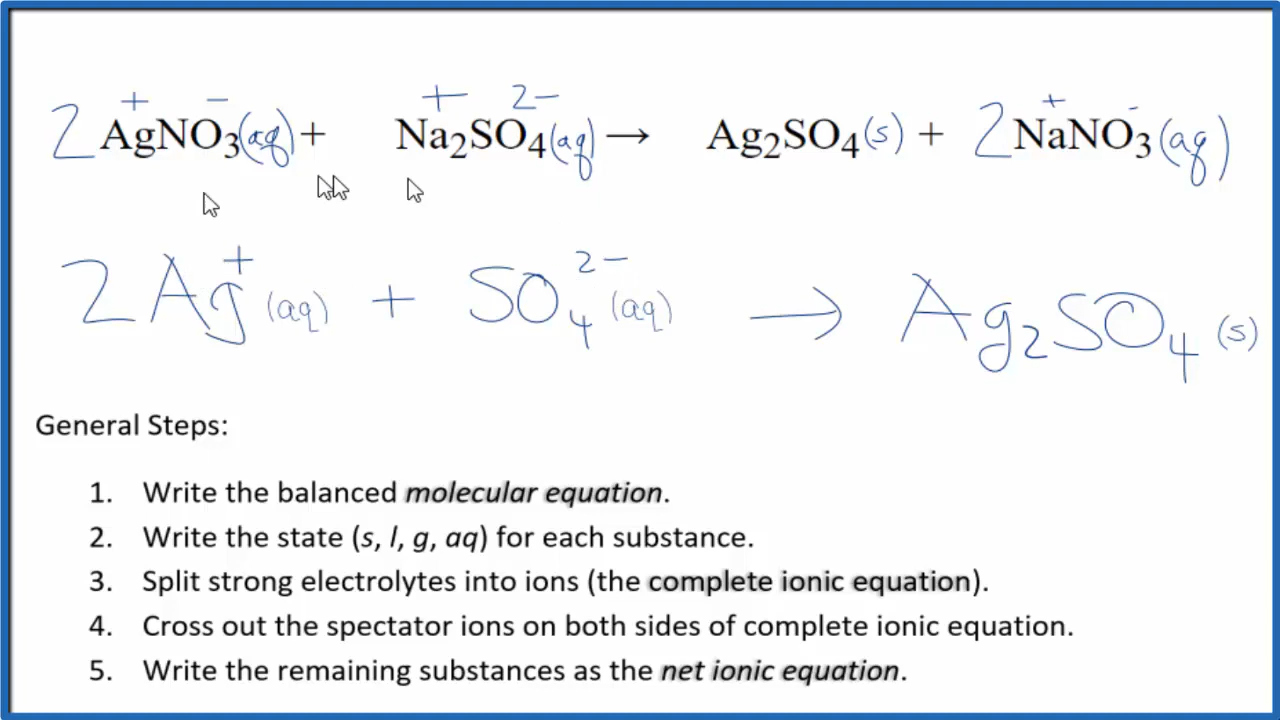 2AgNO₃(aq) + Na₂SO₄(aq) → Ag₂SO₄(s) + 2NaNO₃(aq)
+ - + 2- + -
2Ag⁺(aq) + SO₄²⁻(aq) → Ag₂SO₄(s)
General Steps:
1. Write the balanced molecular equation.
2. Write the state (s, l, g, aq) for each substance.
3. Split strong electrolytes into ions (the complete ionic equation).
4. Cross out the spectator ions on both sides of complete ionic equation.
5. Write the remaining substances as the net ionic equation.